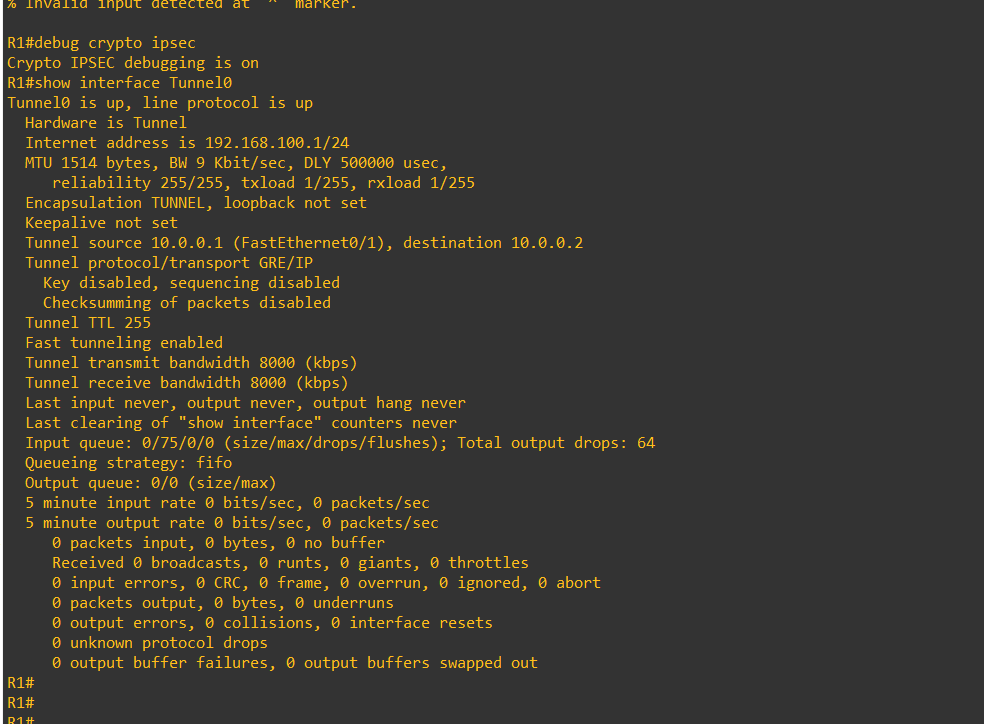 % Invalid input detected at '^' marker.
R1#debug crypto ipsec
Crypto IPSEC debugging is on
R1#show interface Tunnel0
Tunnel0 is up, line protocol is up
  Hardware is Tunnel
  Internet address is 192.168.100.1/24
  MTU 1514 bytes, BW 9 Kbit/sec, DLY 500000 usec,
     reliability 255/255, txload 1/255, rxload 1/255
  Encapsulation TUNNEL, loopback not set
  Keepalive not set
  Tunnel source 10.0.0.1 (FastEthernet0/1), destination 10.0.0.2
  Tunnel protocol/transport GRE/IP
    Key disabled, sequencing disabled
    Checksumming of packets disabled
  Tunnel TTL 255
  Fast tunneling enabled
  Tunnel transmit bandwidth 8000 (kbps)
  Tunnel receive bandwidth 8000 (kbps)
  Last input never, output never, output hang never
  Last clearing of "show interface" counters never
  Input queue: 0/75/0/0 (size/max/drops/flushes); Total output drops: 64
  Queueing strategy: fifo
  Output queue: 0/0 (size/max)
  5 minute input rate 0 bits/sec, 0 packets/sec
  5 minute output rate 0 bits/sec, 0 packets/sec
     0 packets input, 0 bytes, 0 no buffer
     Received 0 broadcasts, 0 runts, 0 giants, 0 throttles
     0 input errors, 0 CRC, 0 frame, 0 overrun, 0 ignored, 0 abort
     0 packets output, 0 bytes, 0 underruns
     0 output errors, 0 collisions, 0 interface resets
     0 unknown protocol drops
     0 output buffer failures, 0 output buffers swapped out
R1#
R1#
R1#